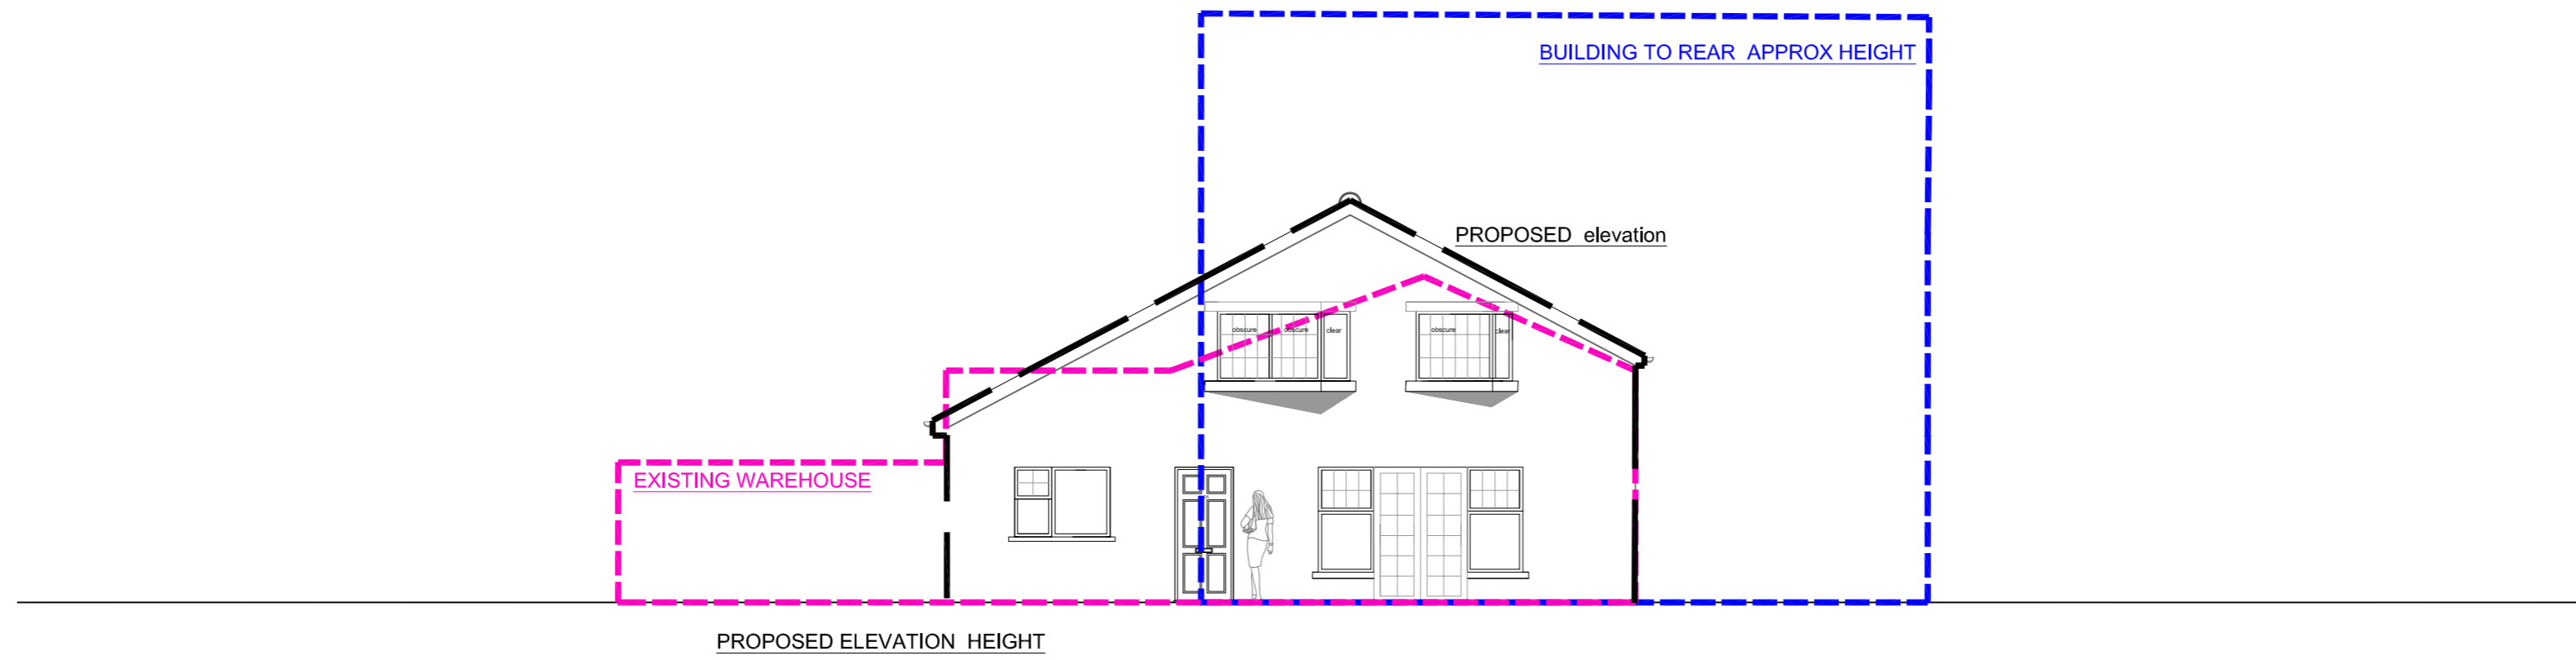 BUILDING TO REAR APPROX HEIGHT
PROPOSED elevation
obscure obscure clear obscure clear
EXISTING WAREHOUSE
PROPOSED ELEVATION HEIGHT